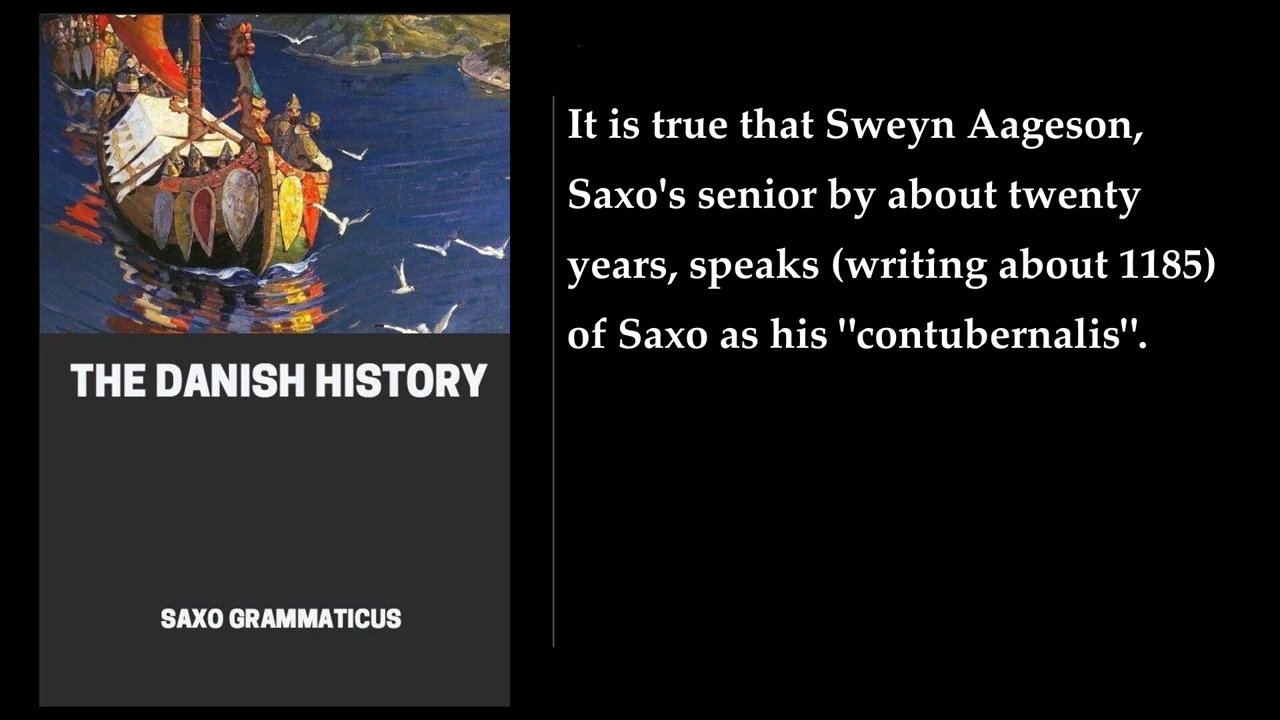 THE DANISH HISTORY
SAXO GRAMMATICUS
It is true that Sweyn Aageson,
Saxo's senior by about twenty
years, speaks (writing about 1185)
of Saxo as his "contubernalis".